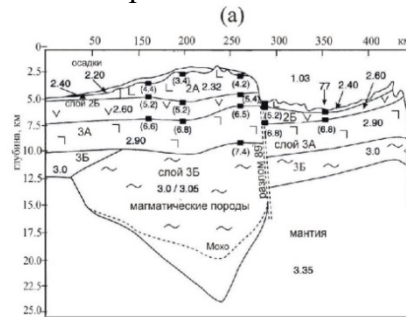 (а)
40 90 150 200 250 300 350 400 км
0.0
осадки
2.5
2.20
(4.4) (3.4) 2А 2.32 (4.2) 1.03 77 2.40 2.60
2.40
слой 2Б
5.0
2.60 (5.2) (5.2) (5.4) (5.2) 2Б
(6.6) (6.8) (6.5) (6.8) (6.8) 2.90
7.5
3А 2.90 слой 3А
10.0
3Б (7.4) 3.0
слой 3Б 3Б
12.5
3.0 3.0 / 3.05
глубина, км
разлом 89
15.0
магматические породы
17.5
мантия
20.0
Мохо
22.5
3.35
25.0